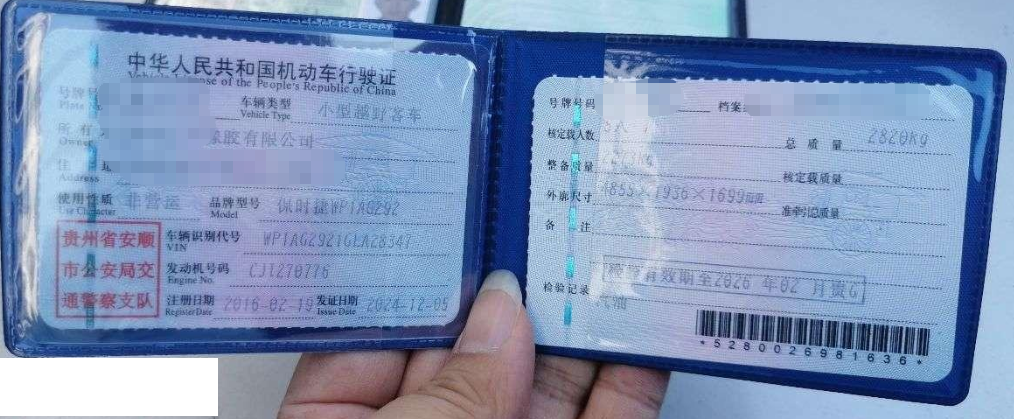 中华人民共和国机动车行驶证
Vehicle License of the People's Republic of China
号牌号码 车辆类型 小型越野客车
Plate No. Vehicle Type
所有人 橡胶有限公司
Owner
住 址
Address
使用性质 非营运 品牌型号 保时捷WP1AG292
Use Character Model
贵州省安顺
市公安局交
通警察支队
车辆识别代号 WP1AG2921GLA28347
VIN
发动机号码 CJT270776
Engine No.
注册日期 2016-02-19 发证日期 2024-12-05
Register Date Issue Date
号牌号码 档案
核定载人数 5人 总质量 2820Kg
整备质量 核定载质量
外廓尺寸 4855×1936×1699 准牵引总质量
备 注
检验记录 检验有效期至2026年02月贵G
汽油
*5280026981636*